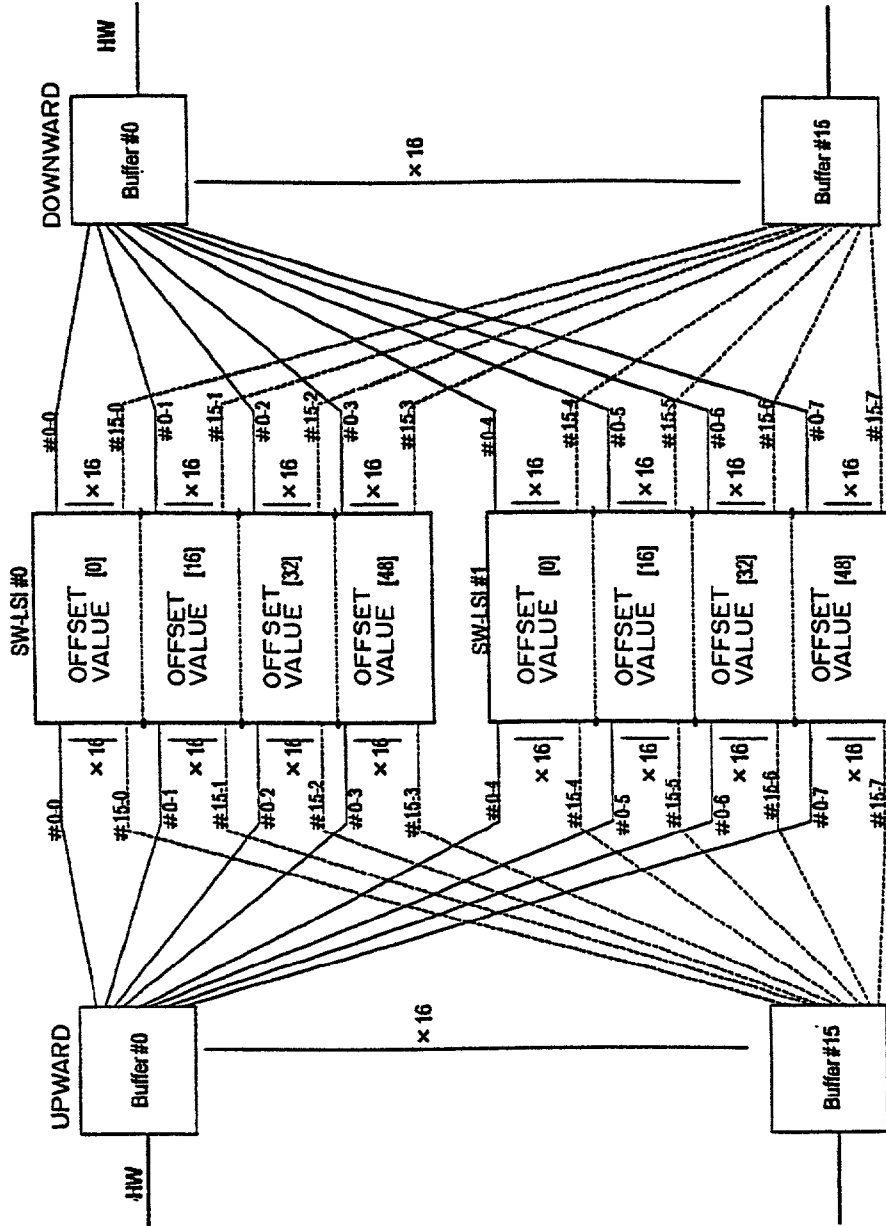 UPWARD
HW
Buffer #0
× 16
Buffer #15
#0-0
#15-0
#0-1
#15-1
#0-2
#15-2
#0-3
#15-3
#0-4
#15-4
#0-5
#15-5
#0-6
#15-6
#0-7
#15-7
× 16
× 16
× 16
× 16
× 16
× 16
× 16
× 16
SW-LSI #0
OFFSET
VALUE [0]
OFFSET
VALUE [16]
OFFSET
VALUE [32]
OFFSET
VALUE [48]
SW-LSI #1
OFFSET
VALUE [0]
OFFSET
VALUE [16]
OFFSET
VALUE [32]
OFFSET
VALUE [48]
× 16
× 16
× 16
× 16
× 16
× 16
× 16
× 16
#0-0
#15-0
#0-1
#15-1
#0-2
#15-2
#0-3
#15-3
#0-4
#15-4
#0-5
#15-5
#0-6
#15-6
#0-7
#15-7
DOWNWARD
HW
Buffer #0
× 16
Buffer #15